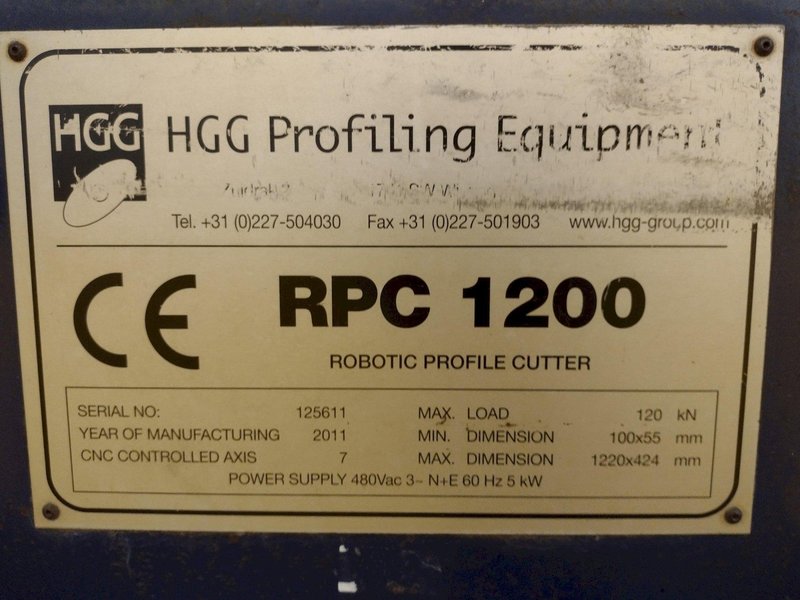 HGG
HGG Profiling Equipment
Tel. +31 (0)227-504030 Fax +31 (0)227-501903 www.hgg-group.com
CE
RPC 1200
ROBOTIC PROFILE CUTTER
SERIAL NO: 125611 MAX. LOAD 120 kN
YEAR OF MANUFACTURING 2011 MIN. DIMENSION 100x55 mm
CNC CONTROLLED AXIS 7 MAX. DIMENSION 1220x424 mm
POWER SUPPLY 480Vac 3~ N+E 60 Hz 5 kW